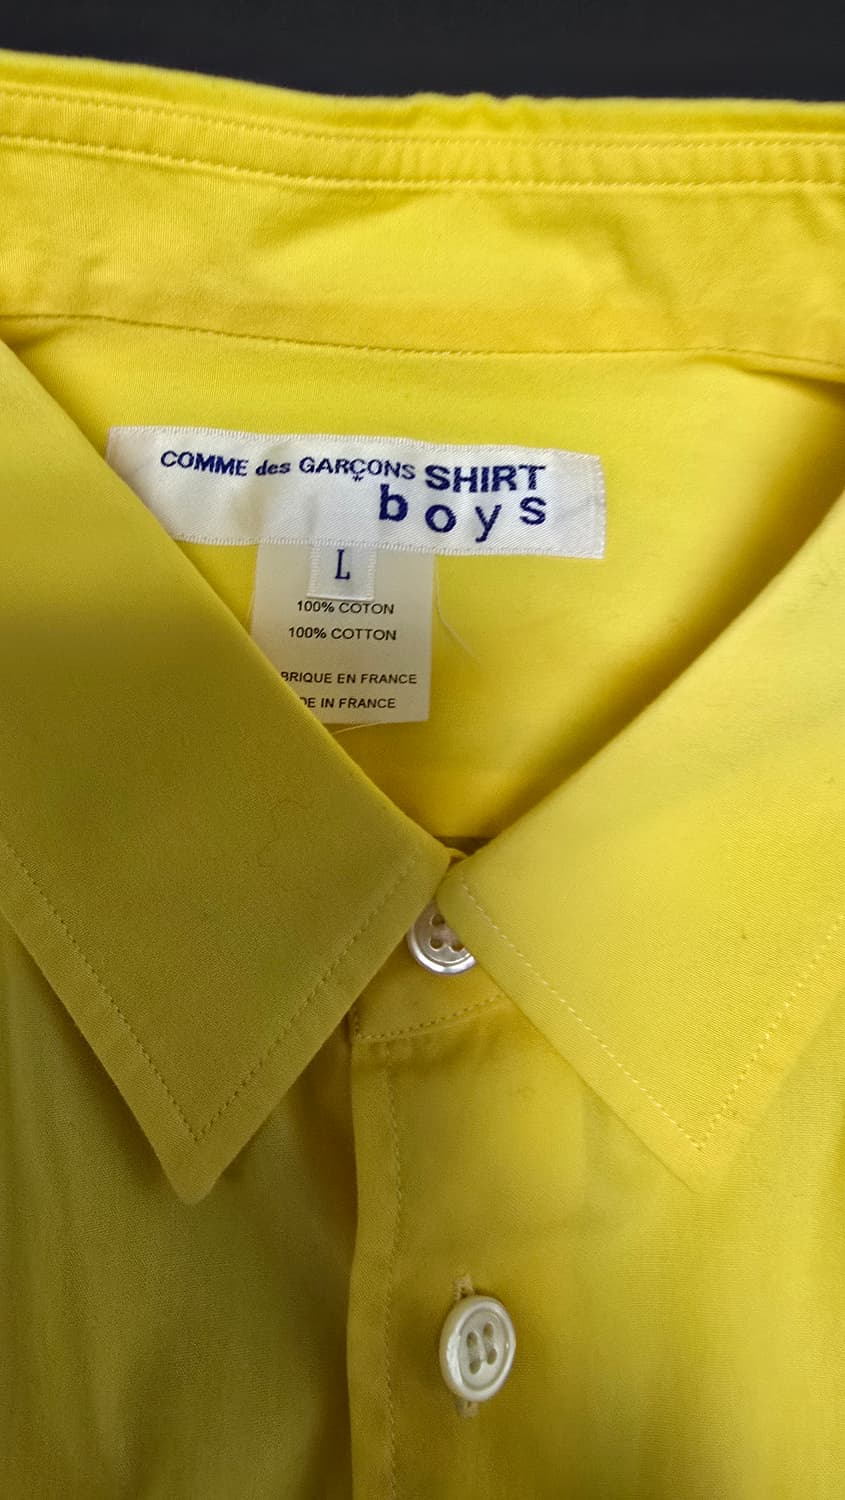 COMME des GARÇONS SHIRT
boys
L
100% COTON
100% COTTON
BRIQUE EN FRANCE
DE IN FRANCE